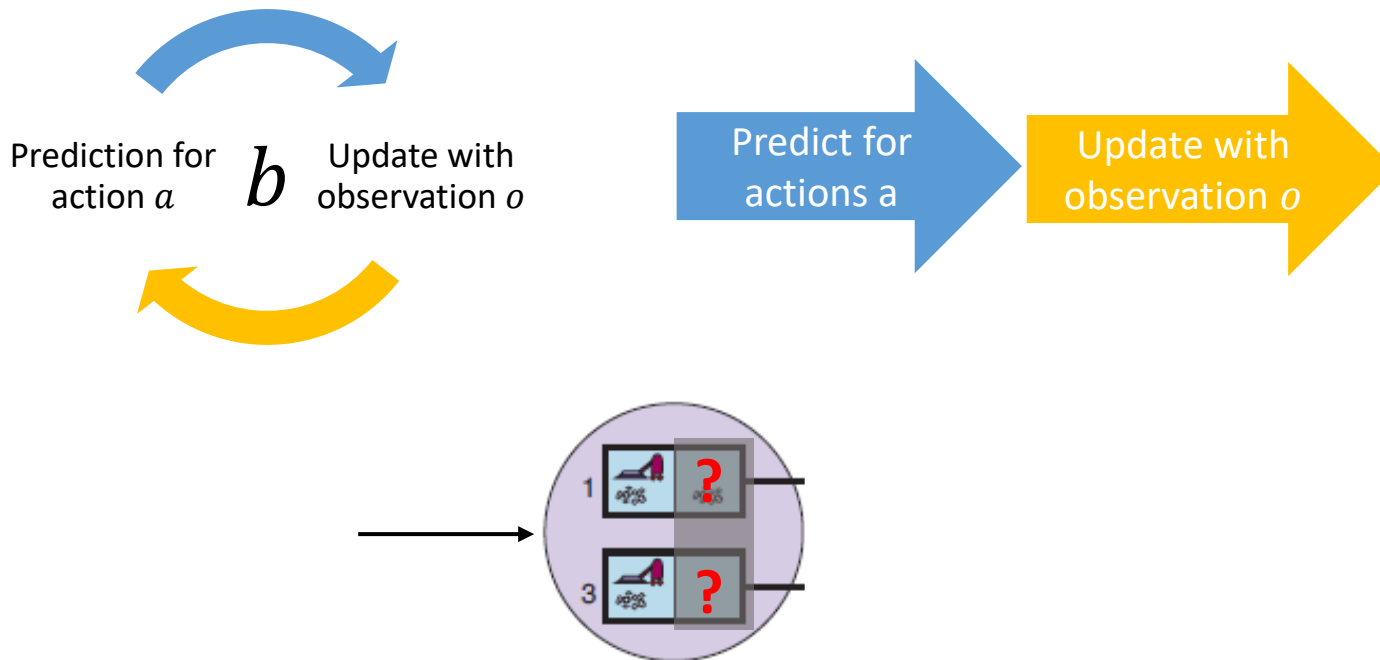 Prediction for
action 𝑎
𝑏
Update with
observation 𝑜
Predict for
actions a
Update with
observation 𝑜
1
?
3
?